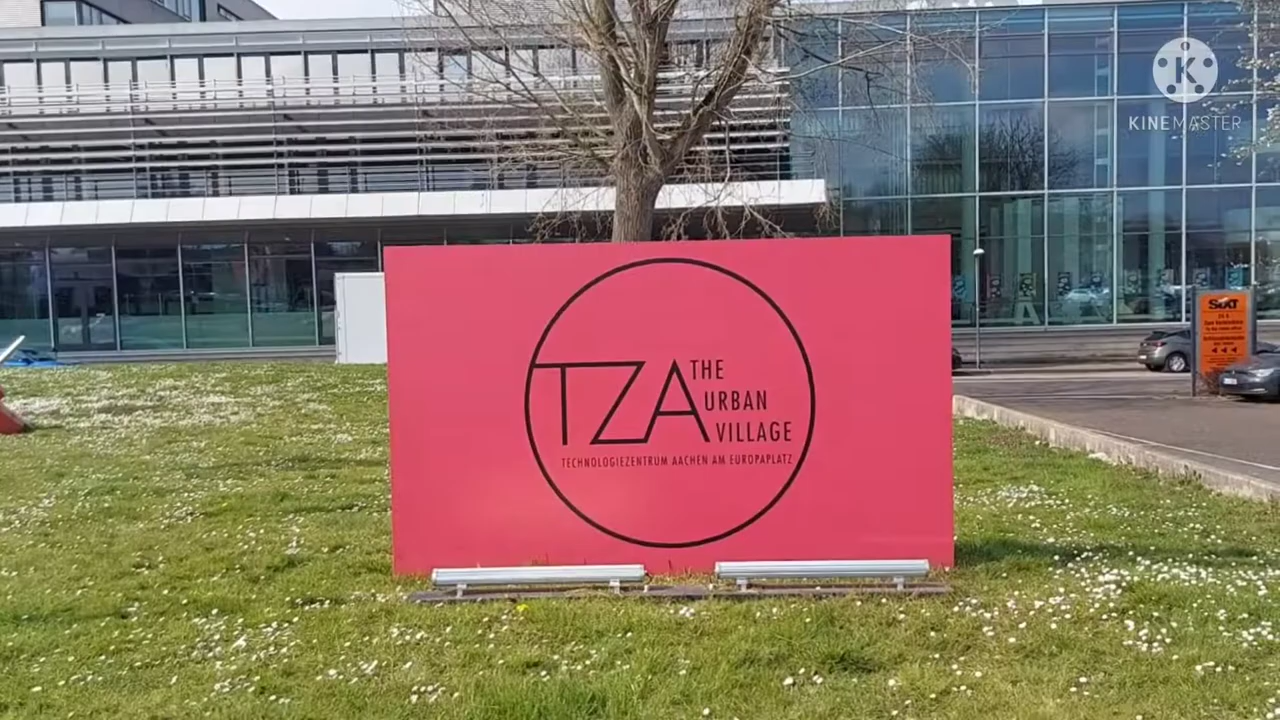 K
KINEMASTER
TZA THE
URBAN
VILLAGE
TECHNOLOGIEZENTRUM AACHEN AM EUROPAPLATZ
SIXT